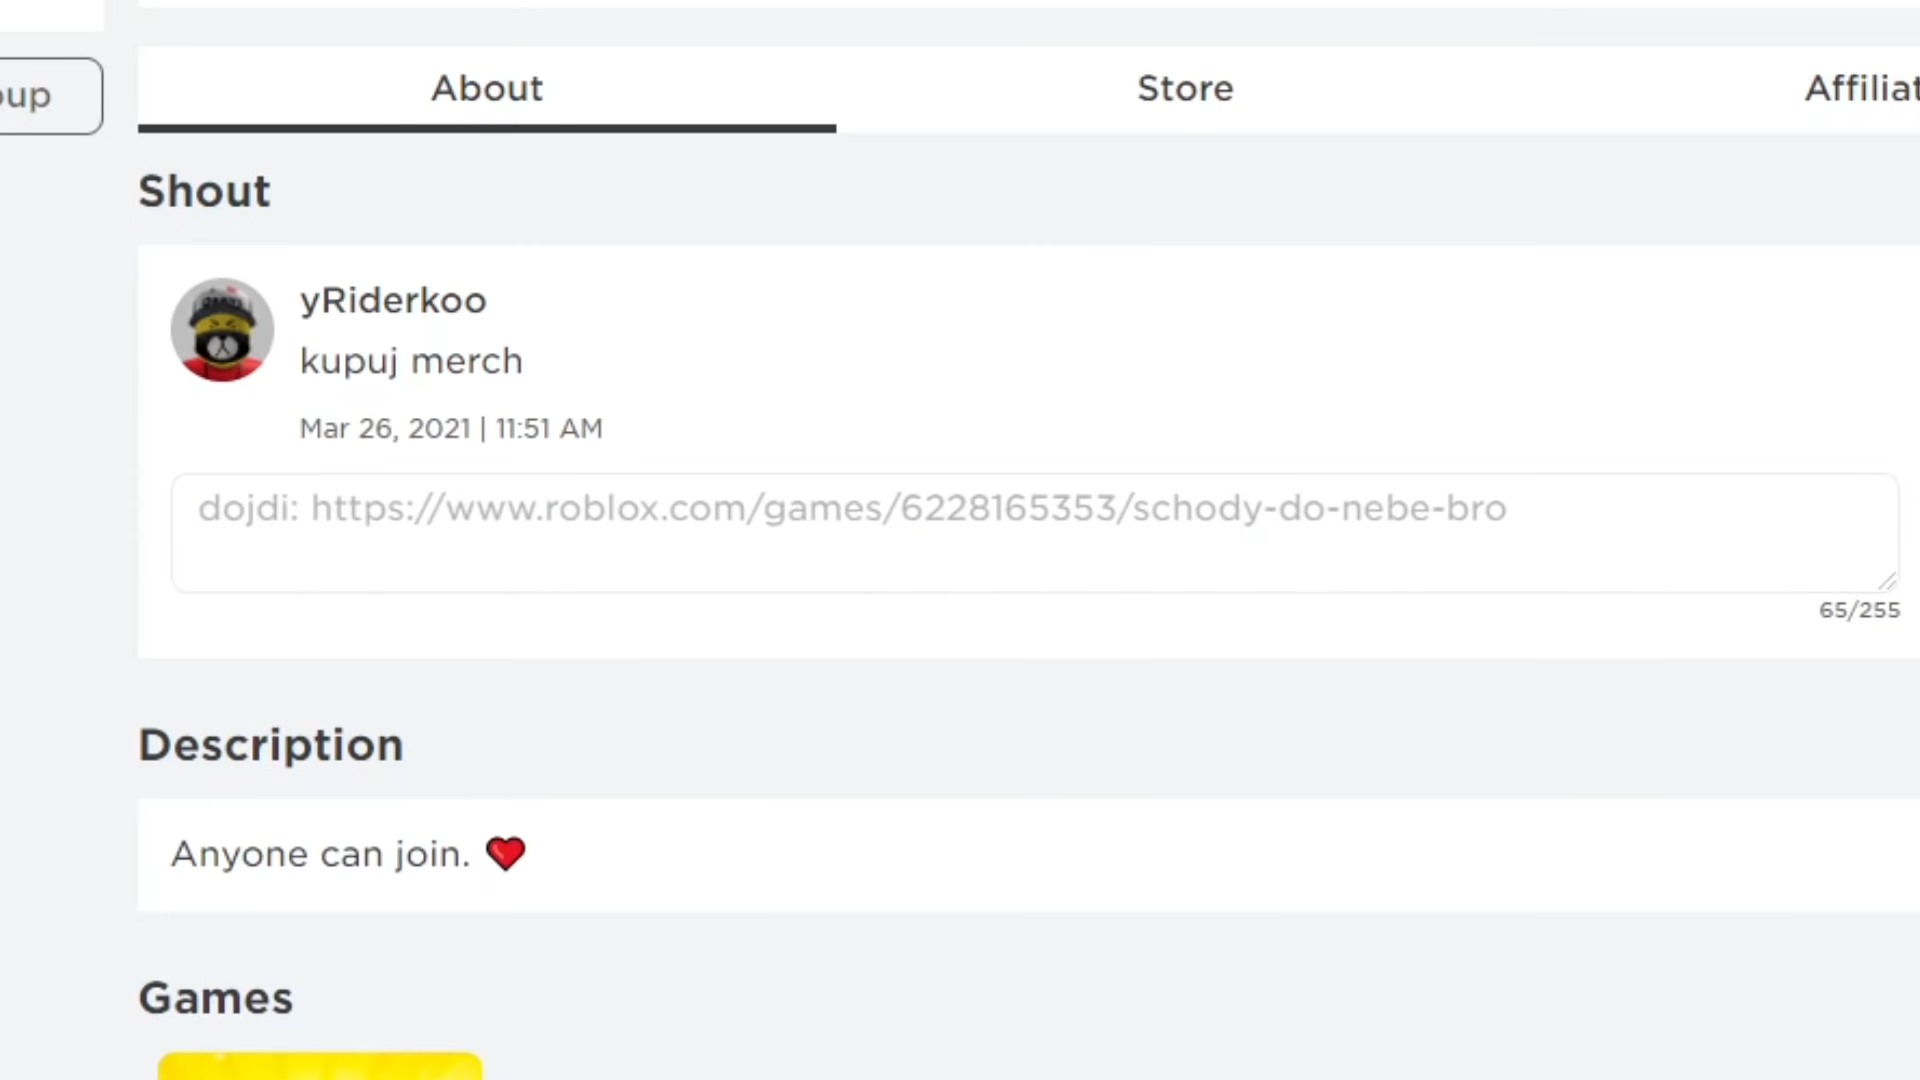 oup
About
Store
Affiliat
Shout
yRiderkoo
kupuj merch
Mar 26, 2021 | 11:51 AM
dojdi: https://www.roblox.com/games/6228165353/schody-do-nebe-bro
65/255
Description
Anyone can join. ❤️
Games